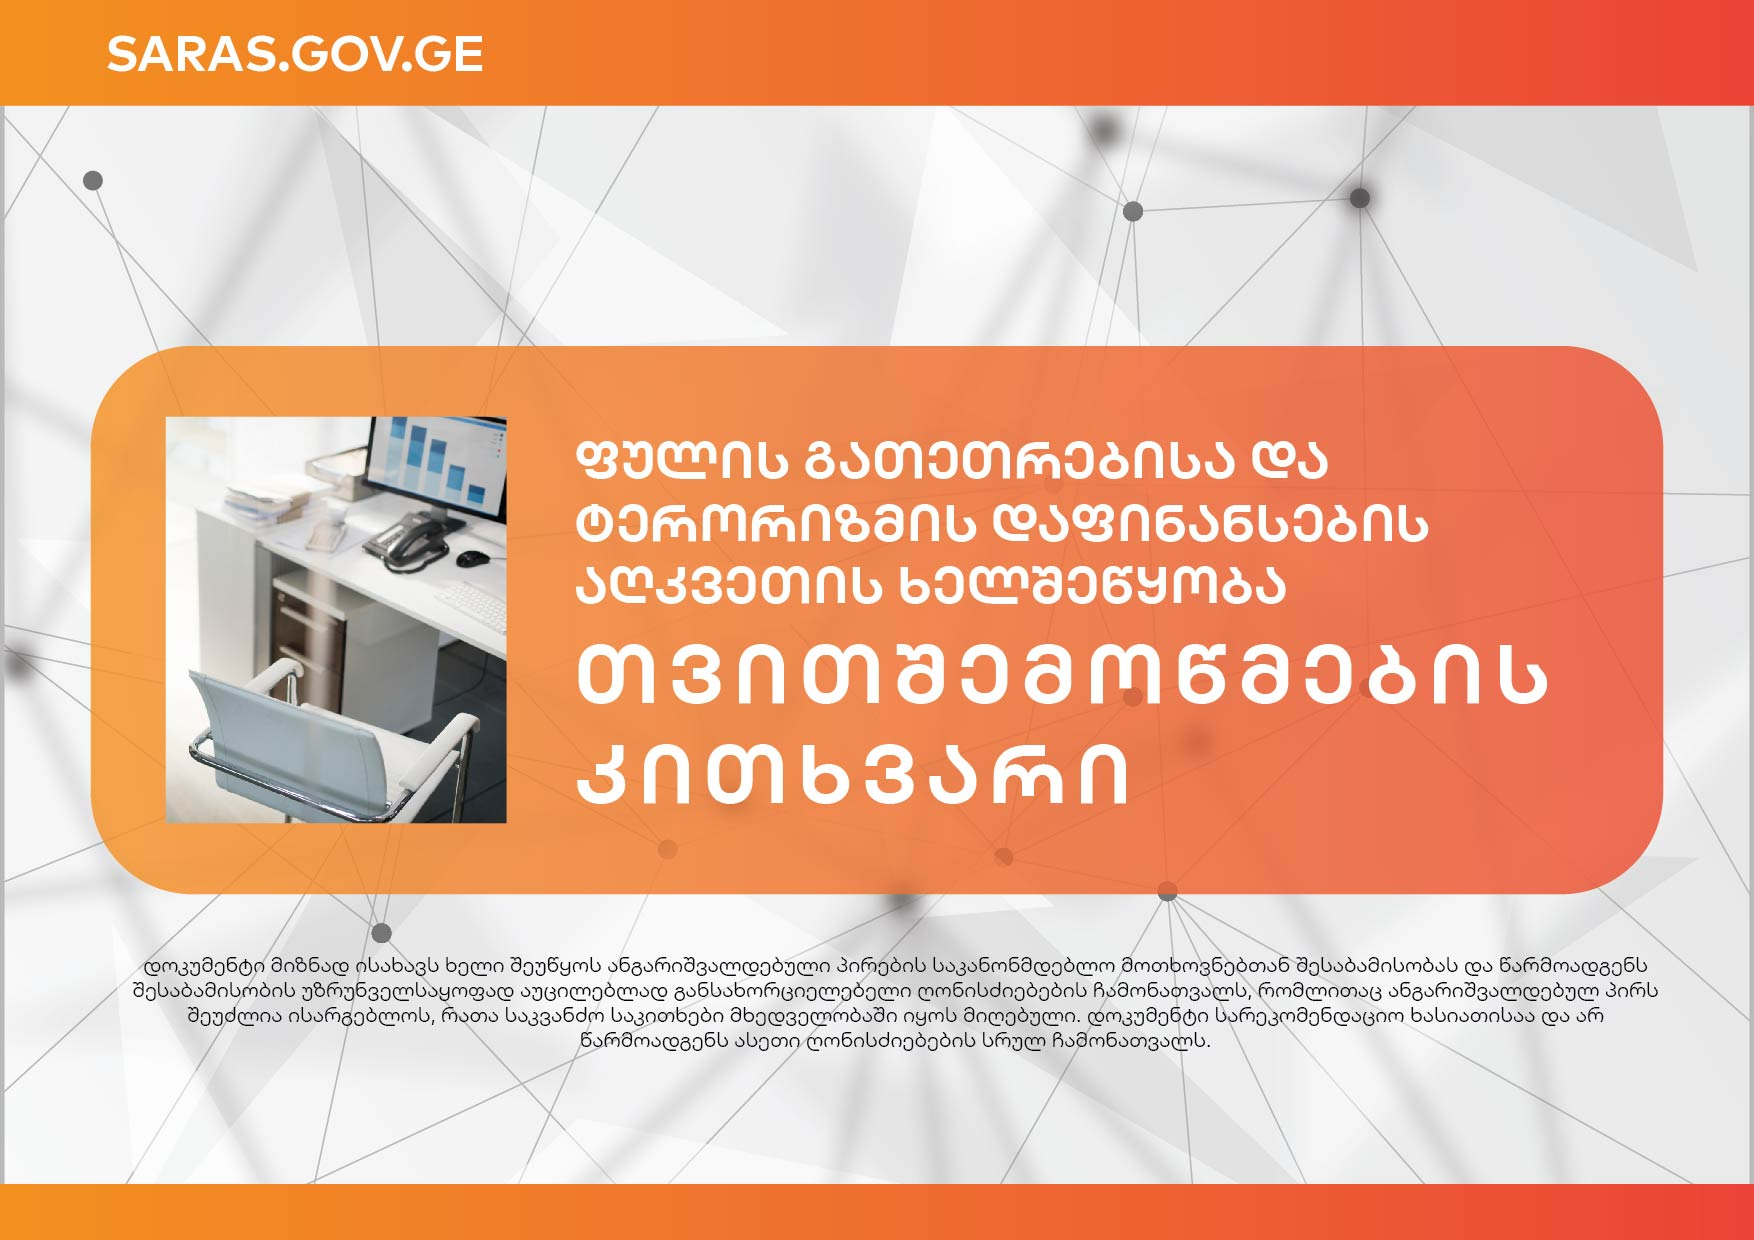 SARAS.GOV.GE
ფულის გათეთრებისა და
ტერორიზმის დაფინანსების
აღკვეთის ხელშეწყობა
თვითშემოწმების
კითხვარი
დოკუმენტი მიზნად ისახავს ხელი შეუწყოს ანგარიშვალდებული პირების საკანონმდებლო მოთხოვნებთან შესაბამისობას და წარმოადგენს
შესაბამისობის უზრუნველსაყოფად აუცილებლად განსახორციელებელი ღონისძიებების ჩამონათვალს, რომლითაც ანგარიშვალდებულ პირს
შეუძლია ისარგებლოს, რათა საკვანძო საკითხები მხედველობაში იყოს მიღებული. დოკუმენტი სარეკომენდაციო ხასიათისაა და არ
წარმოადგენს ასეთი ღონისძიებების სრულ ჩამონათვალს.